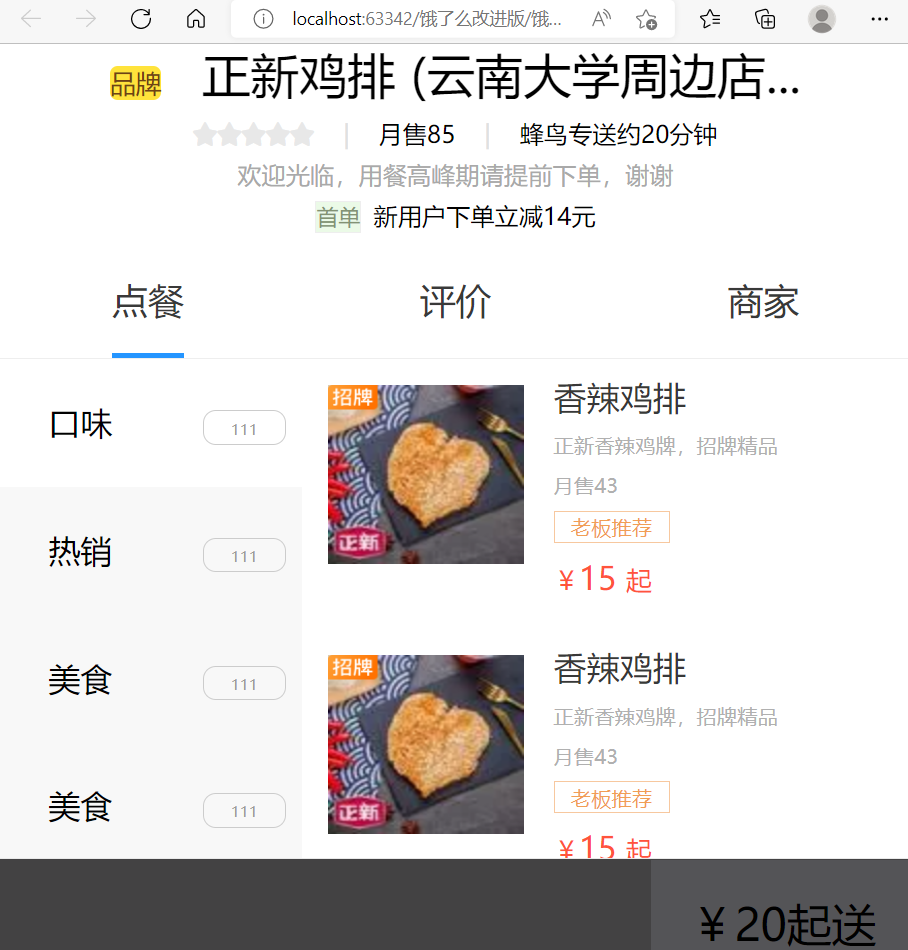 localhost:63342/饿了么改进版/饿...
品牌 正新鸡排 (云南大学周边店...
月售85 蜂鸟专送约20分钟
欢迎光临，用餐高峰期请提前下单，谢谢
首单 新用户下单立减14元
点餐 评价 商家
口味 111
热销 111
美食 111
美食 111
招牌
正新
香辣鸡排
正新香辣鸡牌，招牌精品
月售43
老板推荐
￥15 起
招牌
正新
香辣鸡排
正新香辣鸡牌，招牌精品
月售43
老板推荐
￥15 起
￥20起送